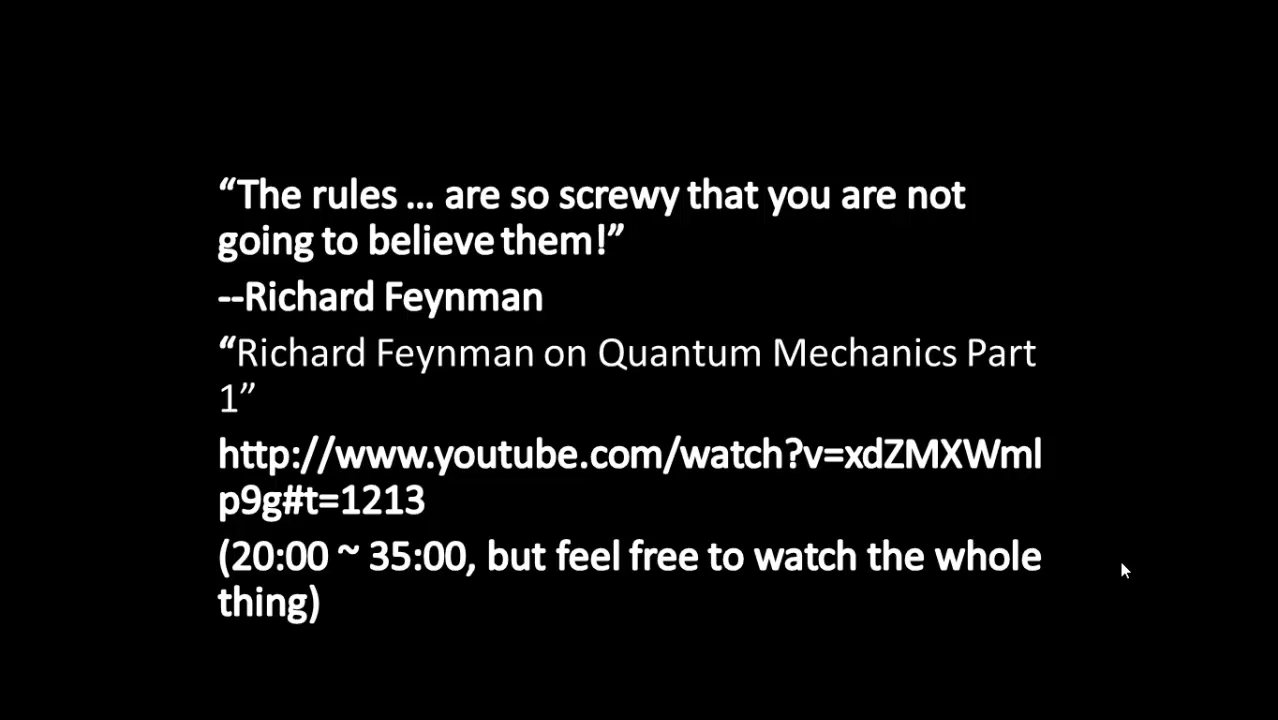 “The rules ... are so screwy that you are not
going to believe them!”
--Richard Feynman
“Richard Feynman on Quantum Mechanics Part
1”
http://www.youtube.com/watch?v=xdZMXWml
p9g#t=1213
(20:00 ~ 35:00, but feel free to watch the whole
thing)